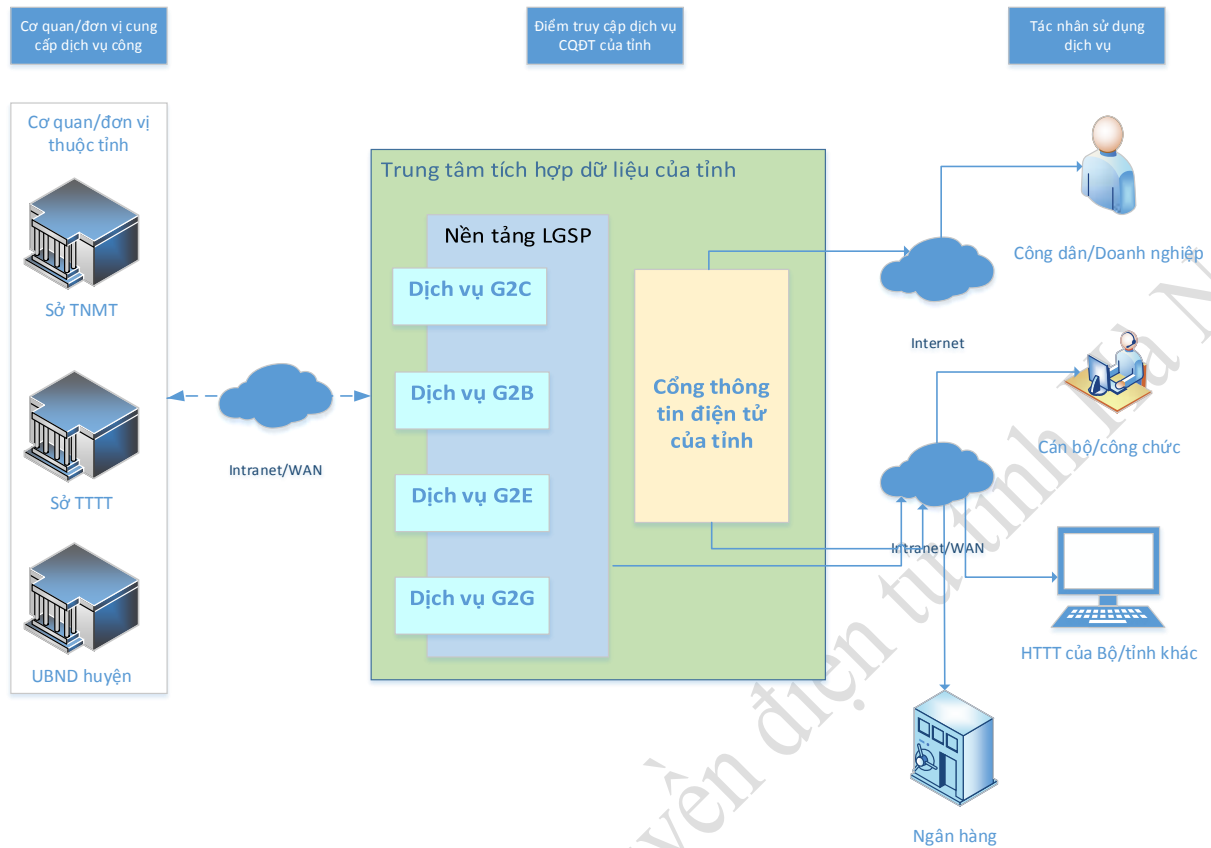 Cơ quan/đơn vị cung
cấp dịch vụ công
Điểm truy cập dịch vụ
CQĐT của tỉnh
Tác nhân sử dụng
dịch vụ
Cơ quan/đơn vị
thuộc tỉnh
Sở TNMT
Sở TTTT
UBND huyện
Intranet/WAN
Trung tâm tích hợp dữ liệu của tỉnh
Nền tảng LGSP
Dịch vụ G2C
Dịch vụ G2B
Dịch vụ G2E
Dịch vụ G2G
Cổng thông
tin điện tử
của tỉnh
Công dân/Doanh nghiệp
Internet
Cán bộ/công chức
Intranet/WAN
HTTT của Bộ/tỉnh khác
Ngân hàng
điện tử tỉnh Hà